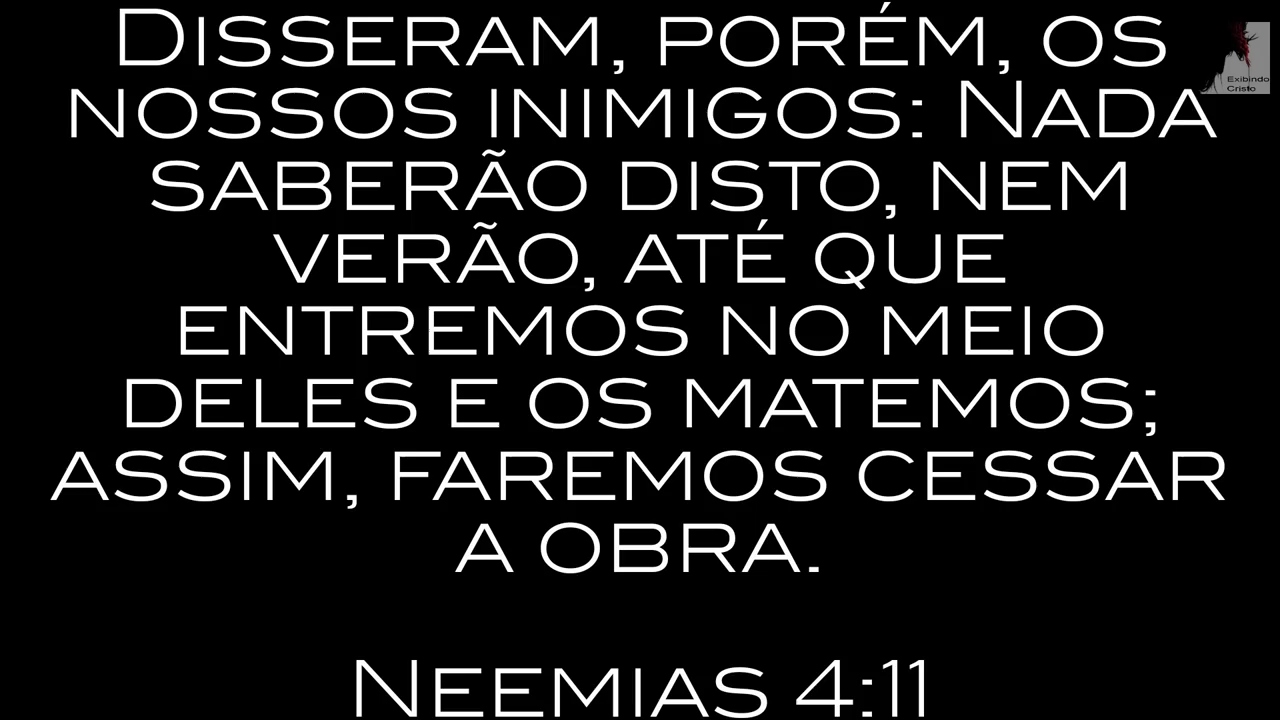 Disseram, porém, os
nossos inimigos: Nada
saberão disto, nem
verão, até que
entremos no meio
deles e os matemos;
assim, faremos cessar
a obra.
Neemias 4:11
Exibindo
Cristo